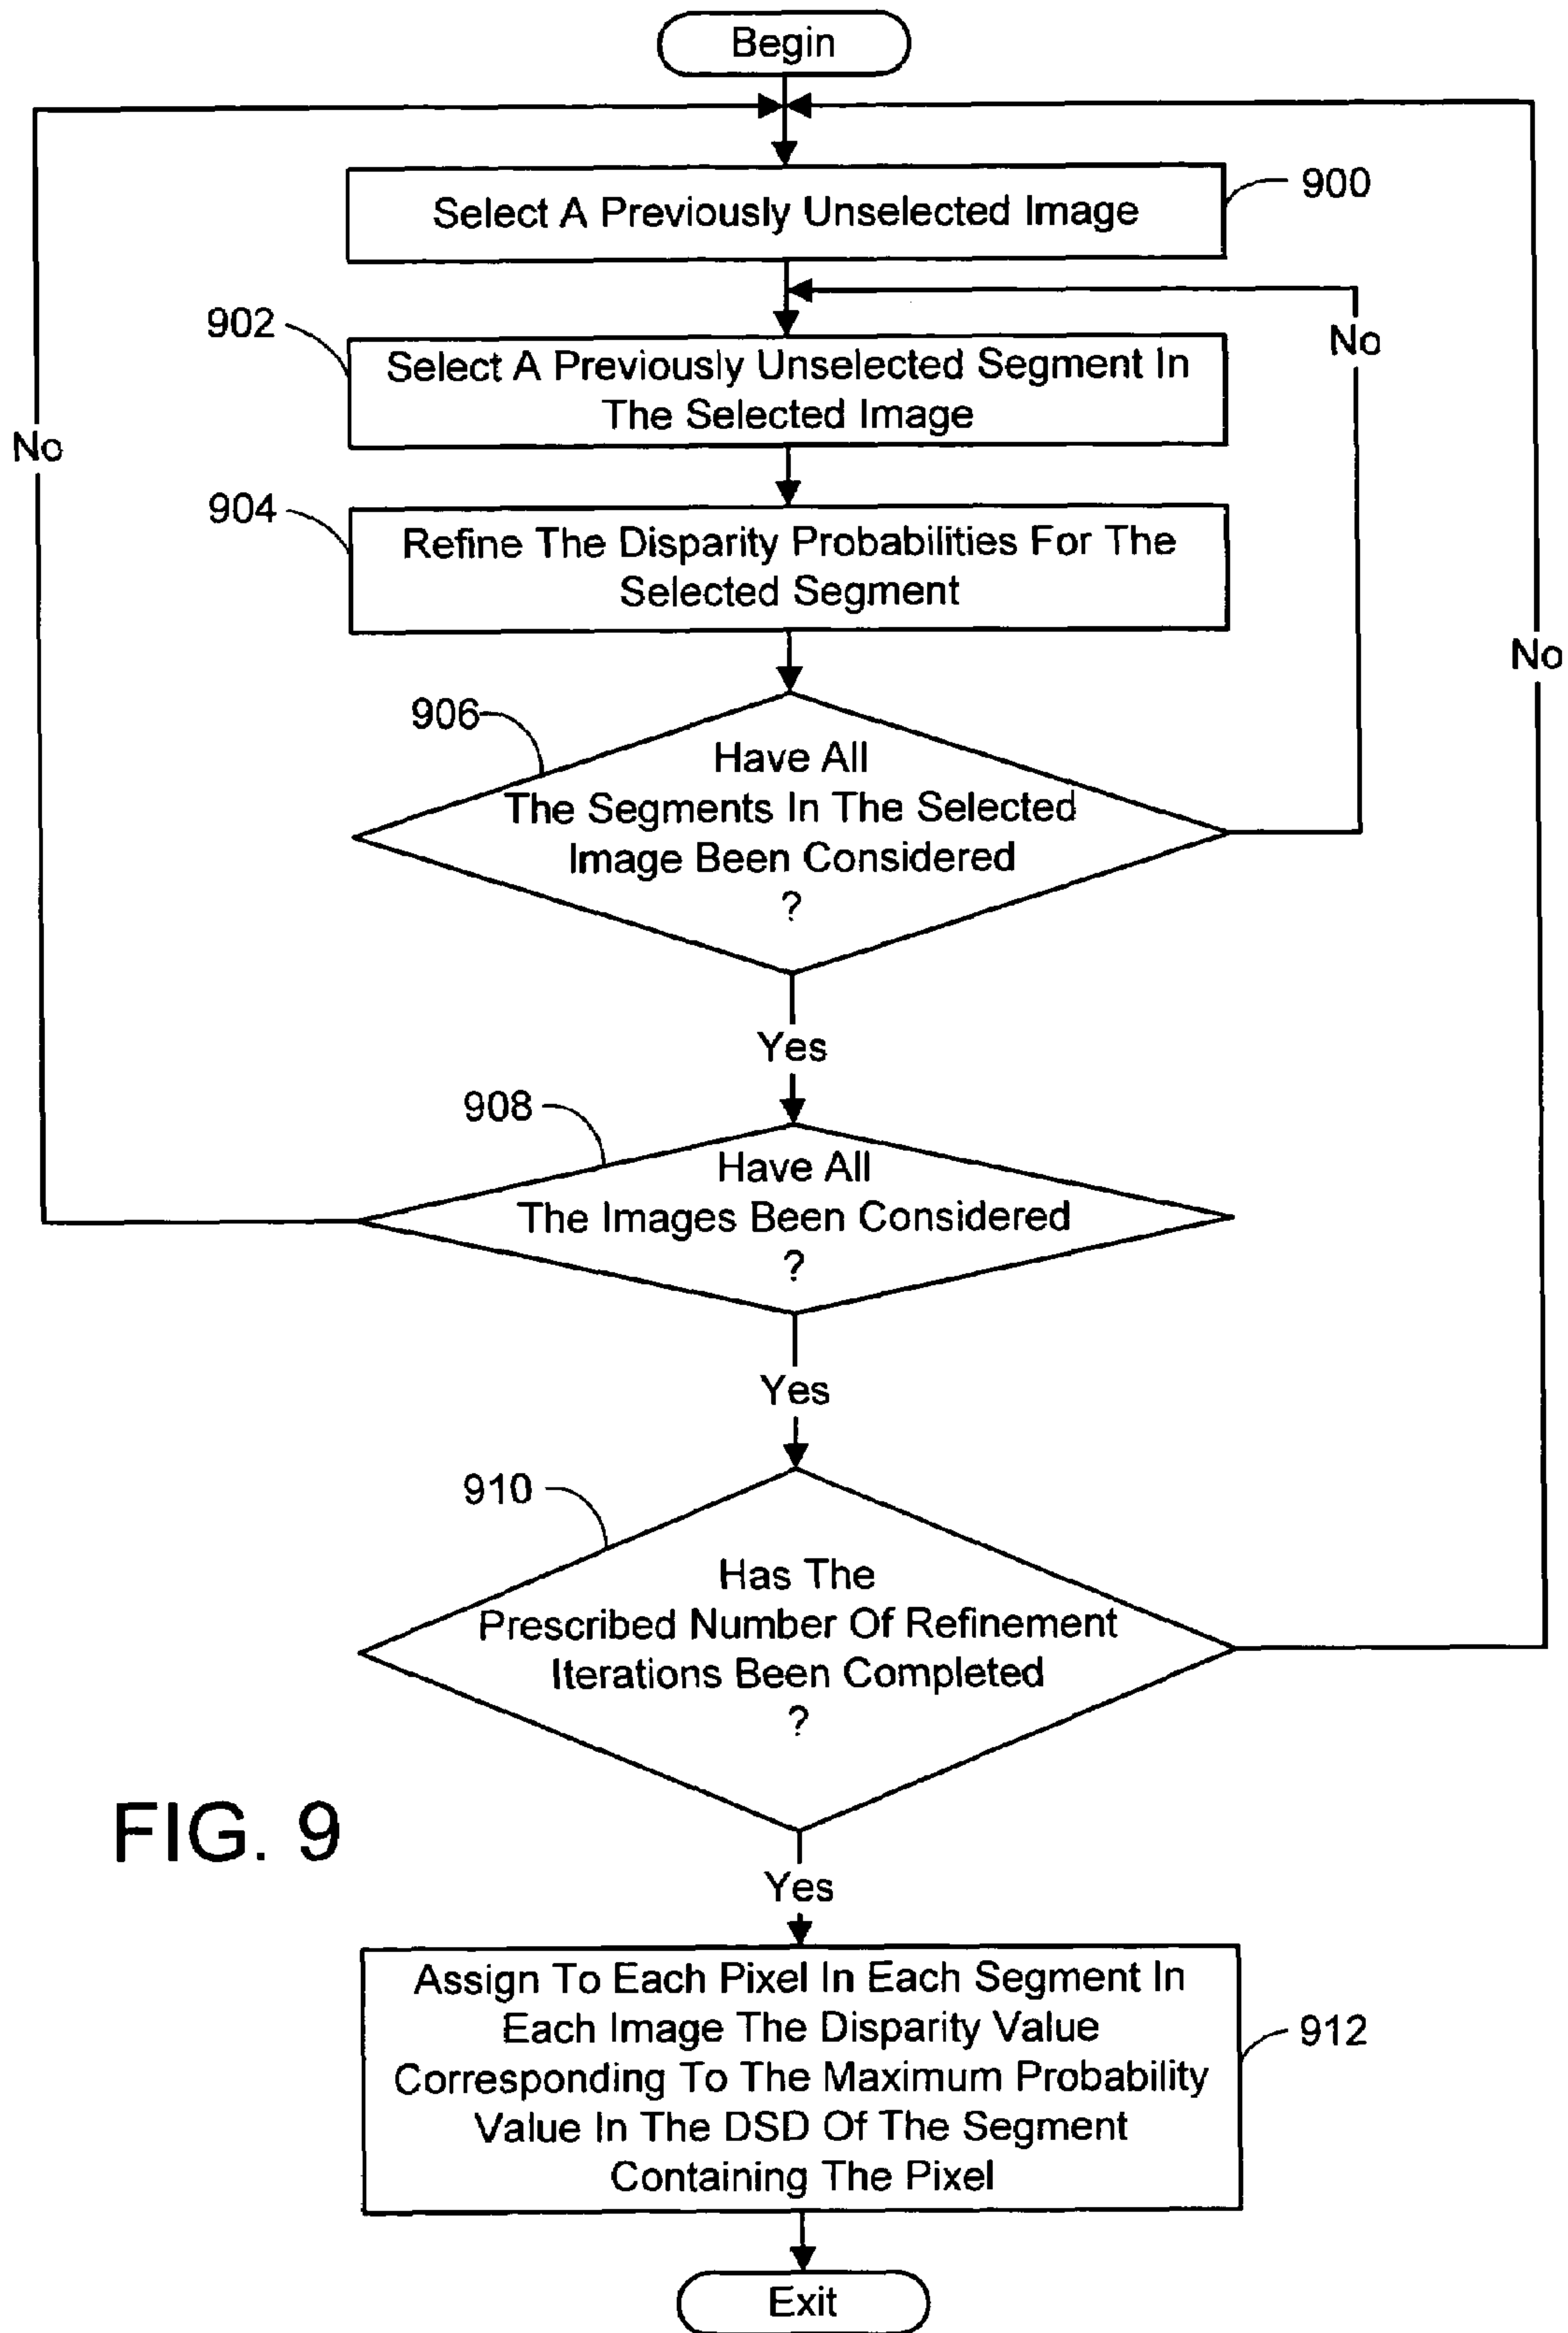 Begin
Select A Previously Unselected Image
900
No
902
Select A Previously Unselected Segment In
The Selected Image
No
904
Refine The Disparity Probabilities For The
Selected Segment
No
906
Have All
The Segments In The Selected
Image Been Considered
?
Yes
908
Have All
The Images Been Considered
?
Yes
910
Has The
Prescribed Number Of Refinement
Iterations Been Completed
?
FIG. 9
Yes
Assign To Each Pixel In Each Segment In
Each Image The Disparity Value
Corresponding To The Maximum Probability
Value In The DSD Of The Segment
Containing The Pixel
912
Exit